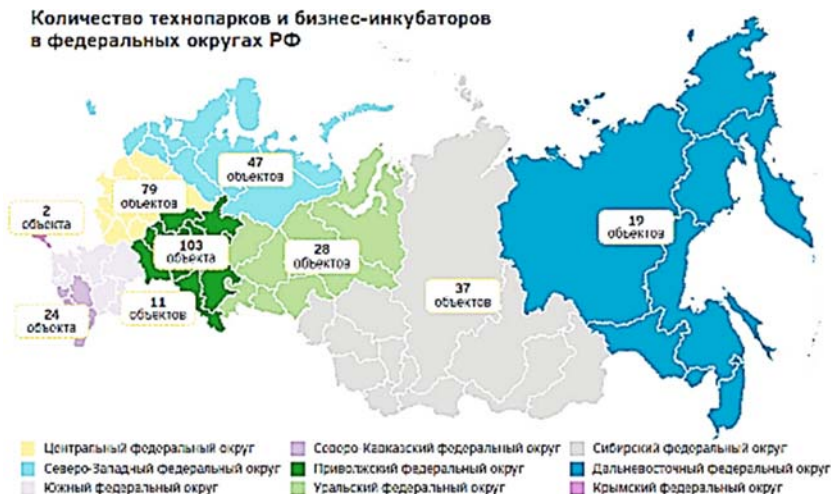 Количество технопарков и бизнес-инкубаторов
в федеральных округах РФ
47
объектов
79
объектов
2
объекта
103
объекта
28
объектов
19
объектов
37
объектов
11
объектов
24
объекта
Центральный федеральный округ
Северо-Западный федеральный округ
Южный федеральный округ
Северо-Кавказский федеральный округ
Приволжский федеральный округ
Уральский федеральный округ
Сибирский федеральный округ
Дальневосточный федеральный округ
Крымский федеральный округ